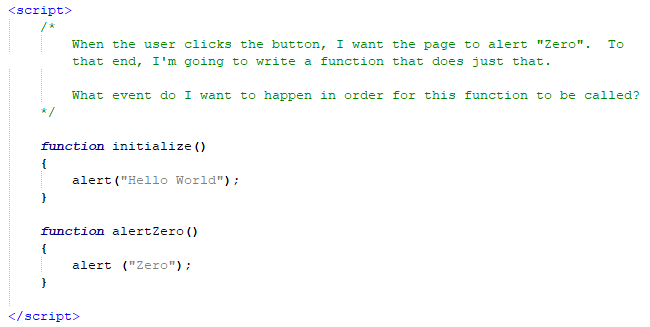 <script>
/*
When the user clicks the button, I want the page to alert "Zero".  To
that end, I'm going to write a function that does just that.
What event do I want to happen in order for this function to be called?
*/
function initialize()
{
alert("Hello World");
}
function alertZero()
{
alert ("Zero");
}
</script>